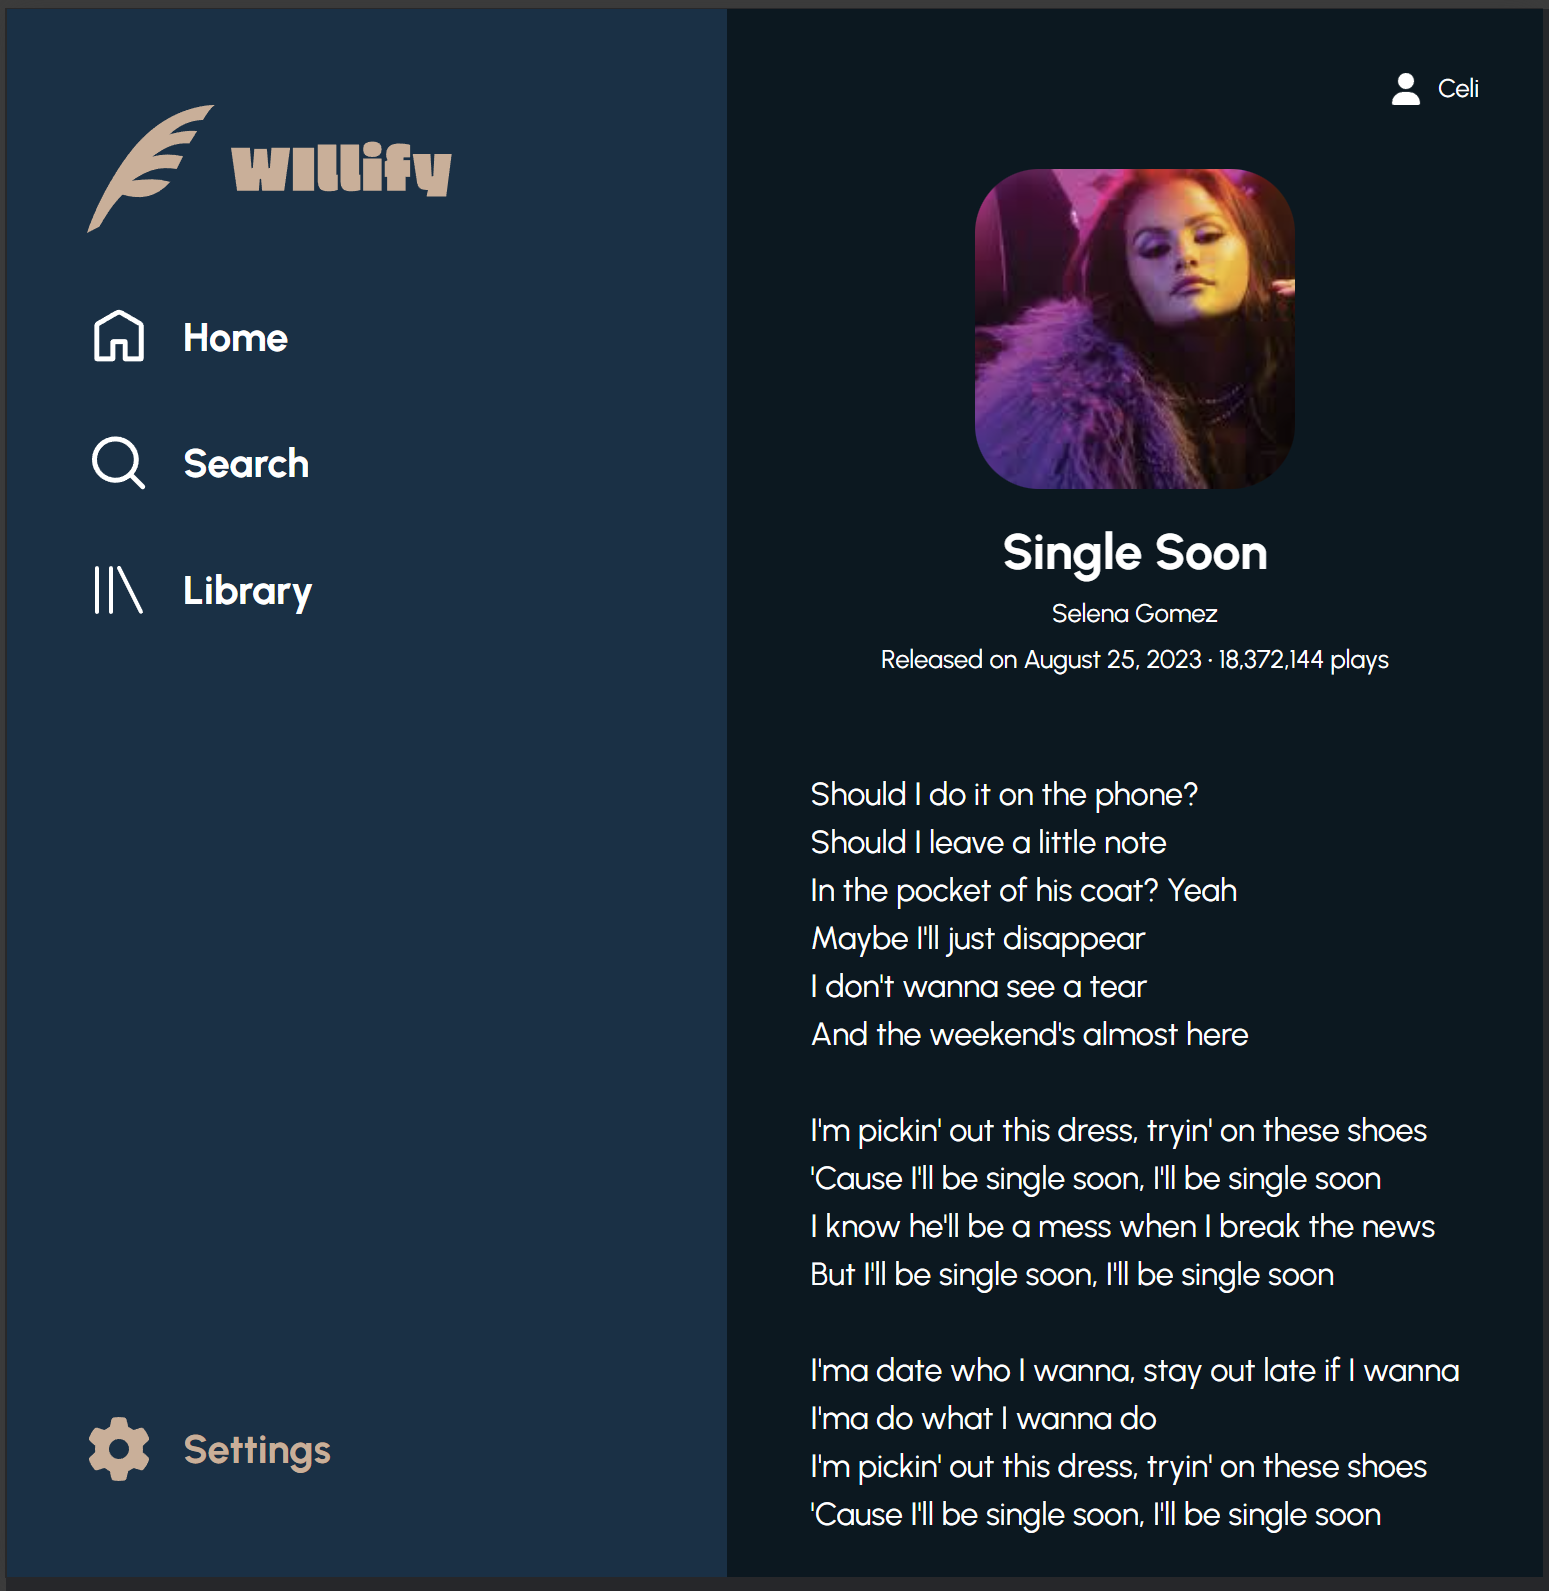 Willify
Home
Search
Library
Settings
Celi
Single Soon
Selena Gomez
Released on August 25, 2023 · 18,372,144 plays
Should I do it on the phone?
Should I leave a little note
In the pocket of his coat? Yeah
Maybe I'll just disappear
I don't wanna see a tear
And the weekend's almost here
I'm pickin' out this dress, tryin' on these shoes
'Cause I'll be single soon, I'll be single soon
I know he'll be a mess when I break the news
But I'll be single soon, I'll be single soon
I'ma date who I wanna, stay out late if I wanna
I'ma do what I wanna do
I'm pickin' out this dress, tryin' on these shoes
'Cause I'll be single soon, I'll be single soon